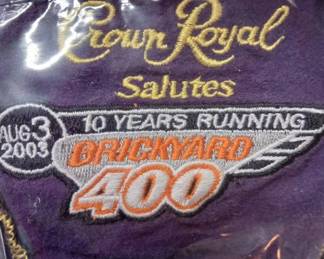 Crown Royal
Salutes
AUG 3
2003
10 YEARS RUNNING
BRICKYARD
400